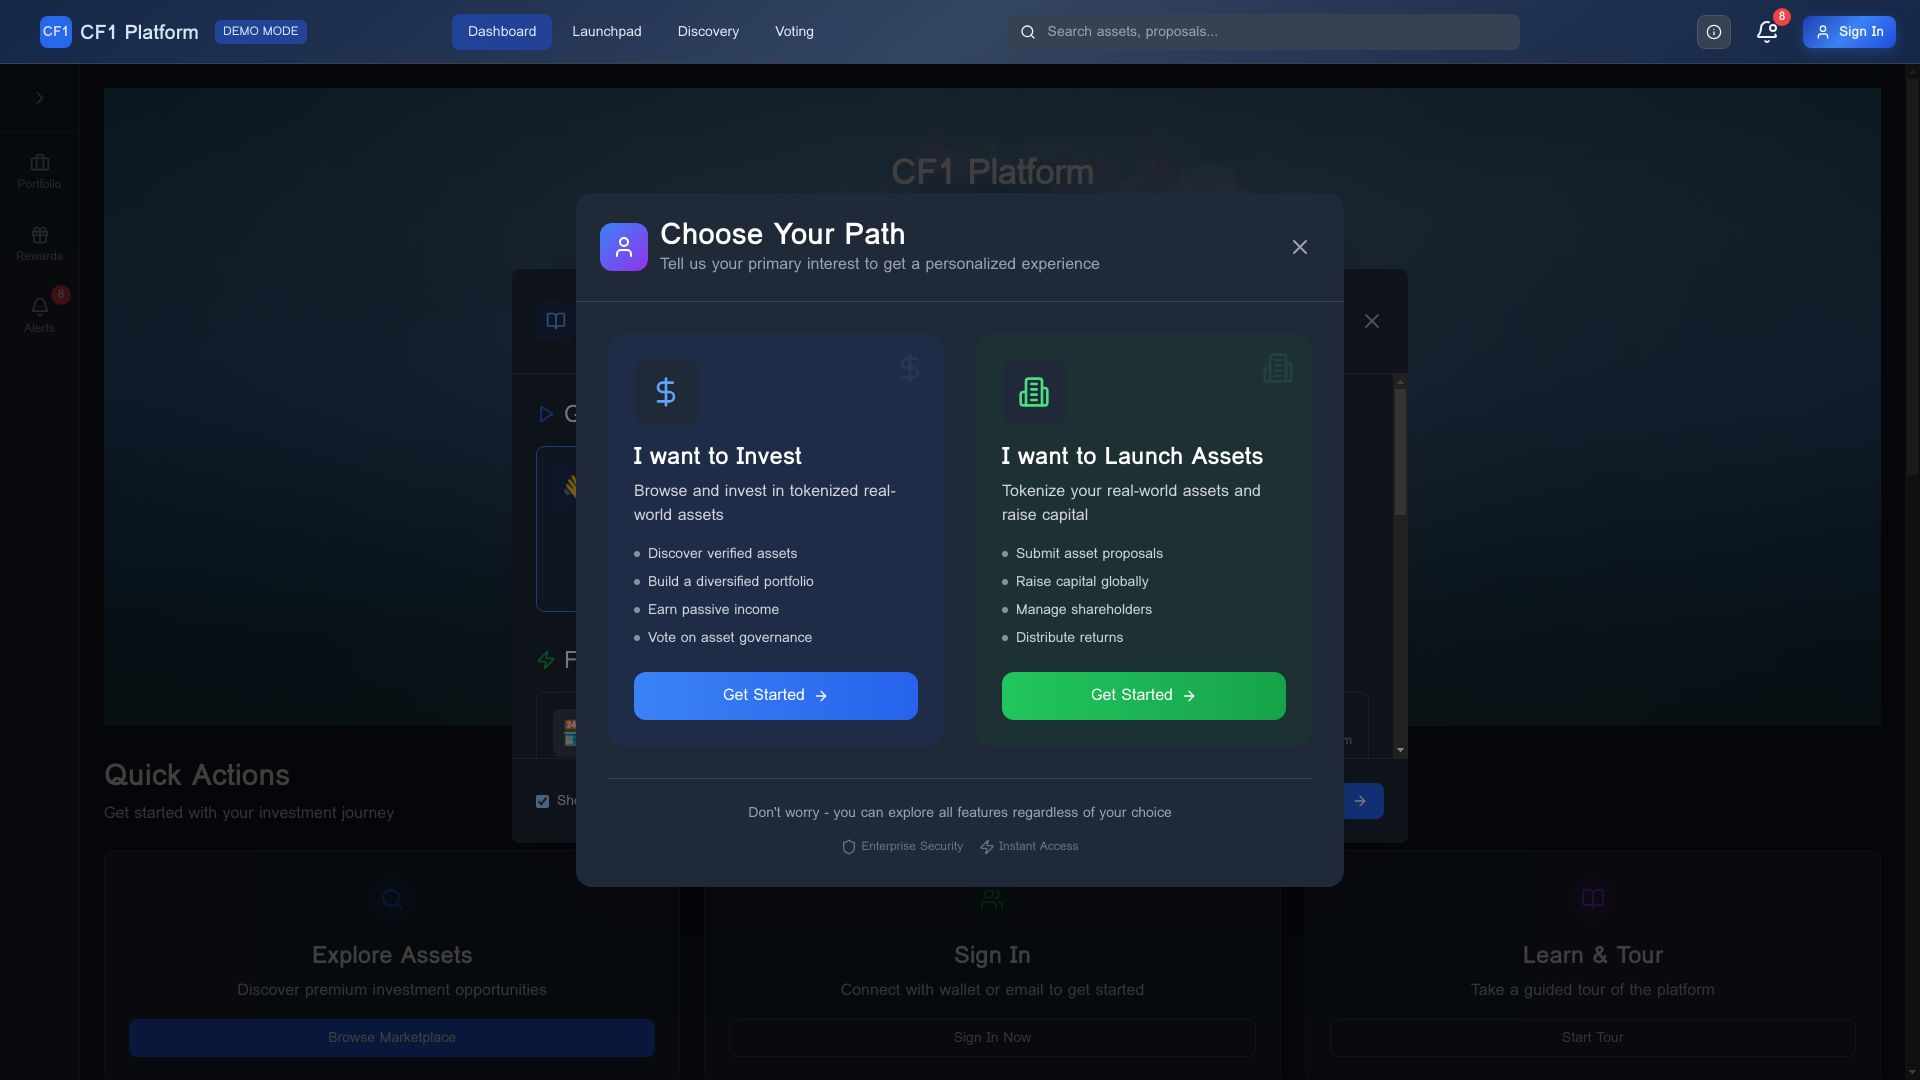 CF1 CF1 Platform DEMO MODE Dashboard Launchpad Discovery Voting Search assets, proposals... 8 Sign In
Portfolio
Rewards
8
Alerts
CF1 Platform
Choose Your Path
Tell us your primary interest to get a personalized experience
I want to Invest
Browse and invest in tokenized real-
world assets
Discover verified assets
Build a diversified portfolio
Earn passive income
Vote on asset governance
Get Started
I want to Launch Assets
Tokenize your real-world assets and
raise capital
Submit asset proposals
Raise capital globally
Manage shareholders
Distribute returns
Get Started
Don't worry - you can explore all features regardless of your choice
Enterprise Security Instant Access
Quick Actions
Get started with your investment journey
Explore Assets
Discover premium investment opportunities
Browse Marketplace
Sign In
Connect with wallet or email to get started
Sign In Now
Learn & Tour
Take a guided tour of the platform
Start Tour